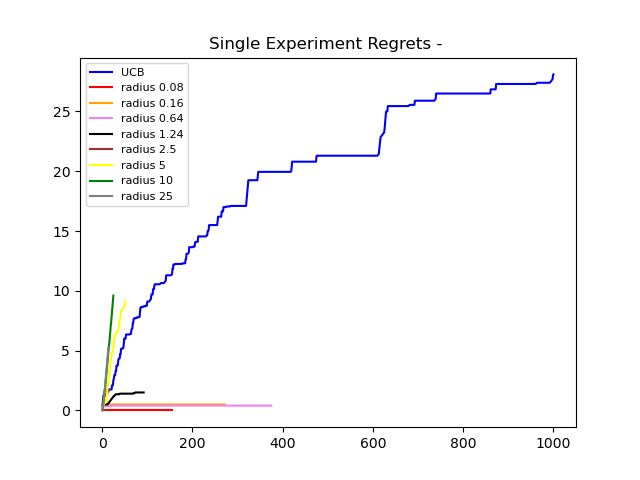 Single Experiment Regrets -
UCB
radius 0.08
radius 0.16
radius 0.64
radius 1.24
radius 2.5
radius 5
radius 10
radius 25
25
20
15
10
5
0
0 200 400 600 800 1000